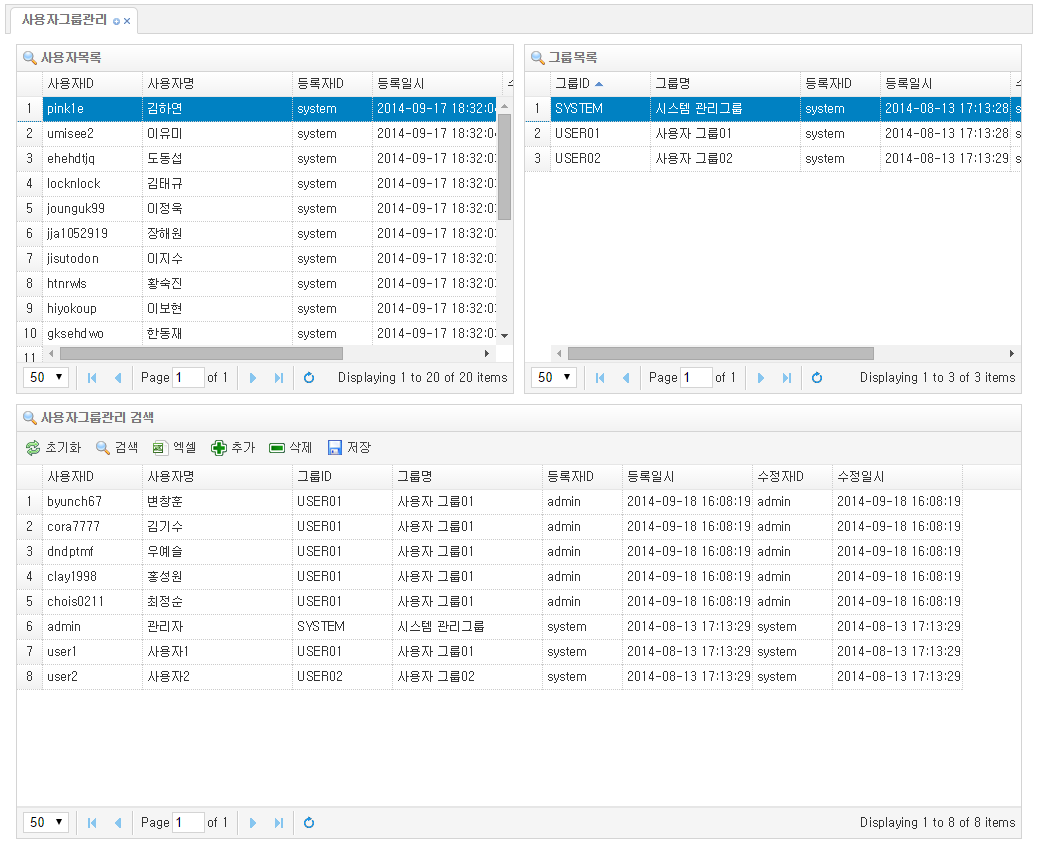 사용자그룹관리
사용자목록
사용자ID 사용자명 등록자ID 등록일시
1 pink1e 김하연 system 2014-09-17 18:32:04
2 umisee2 이유미 system 2014-09-17 18:32:04
3 ehehdtjq 도동섭 system 2014-09-17 18:32:03
4 locknlock 김태규 system 2014-09-17 18:32:03
5 jounguk99 이정욱 system 2014-09-17 18:32:03
6 jja1052919 장해원 system 2014-09-17 18:32:03
7 jisutodon 이지수 system 2014-09-17 18:32:03
8 htnrwls 황숙진 system 2014-09-17 18:32:03
9 hiyokoup 이보현 system 2014-09-17 18:32:03
10 gksehdwo 한동재 system 2014-09-17 18:32:03
11
50 Page 1 of 1 Displaying 1 to 20 of 20 items
그룹목록
그룹ID 그룹명 등록자ID 등록일시
1 SYSTEM 시스템 관리그룹 system 2014-08-13 17:13:28 s
2 USER01 사용자 그룹01 system 2014-08-13 17:13:29 s
3 USER02 사용자 그룹02 system 2014-08-13 17:13:29 s
50 Page 1 of 1 Displaying 1 to 3 of 3 items
사용자그룹관리 검색
초기화 검색 엑셀 추가 삭제 저장
사용자ID 사용자명 그룹ID 그룹명 등록자ID 등록일시 수정자ID 수정일시
1 byunch67 변창훈 USER01 사용자 그룹01 admin 2014-09-18 16:08:19 admin 2014-09-18 16:08:19
2 cora7777 김기수 USER01 사용자 그룹01 admin 2014-09-18 16:08:19 admin 2014-09-18 16:08:19
3 dndptmf 우예슬 USER01 사용자 그룹01 admin 2014-09-18 16:08:19 admin 2014-09-18 16:08:19
4 clay1998 홍성원 USER01 사용자 그룹01 admin 2014-09-18 16:08:19 admin 2014-09-18 16:08:19
5 chois0211 최정순 USER01 사용자 그룹01 admin 2014-09-18 16:08:19 admin 2014-09-18 16:08:19
6 admin 관리자 SYSTEM 시스템 관리그룹 system 2014-08-13 17:13:29 system 2014-08-13 17:13:29
7 user1 사용자1 USER01 사용자 그룹01 system 2014-08-13 17:13:29 system 2014-08-13 17:13:29
8 user2 사용자2 USER02 사용자 그룹02 system 2014-08-13 17:13:29 system 2014-08-13 17:13:29
50 Page 1 of 1 Displaying 1 to 8 of 8 items